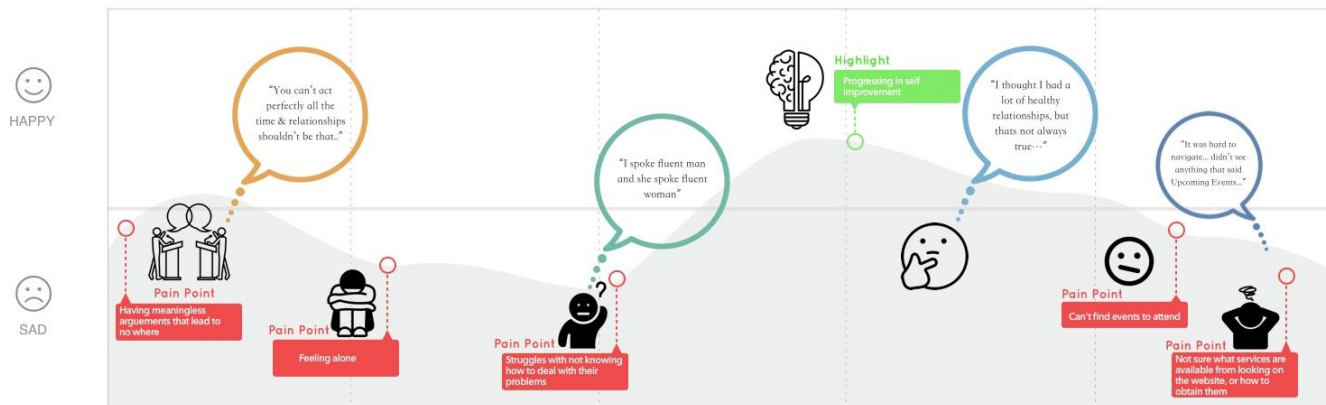 HAPPY
SAD
"You can't act
perfectly all the
time & relationships
shouldn't be that.."
Pain Point
Having meaningless
arguements that lead to
no where
Pain Point
Feeling alone
"I spoke fluent man
and she spoke fluent
woman"
?
Pain Point
Struggles with not knowing
how to deal with their
problems
Highlight
Progressing in self
improvement
"I thought I had a
lot of healthy
relationships, but
thats not always
true…"
Pain Point
Can't find events to attend
"It was hard to
navigate... didn't see
anything that said
Upcoming Events..."
Pain Point
Not sure what services are
available from looking on
the website, or how to
obtain them